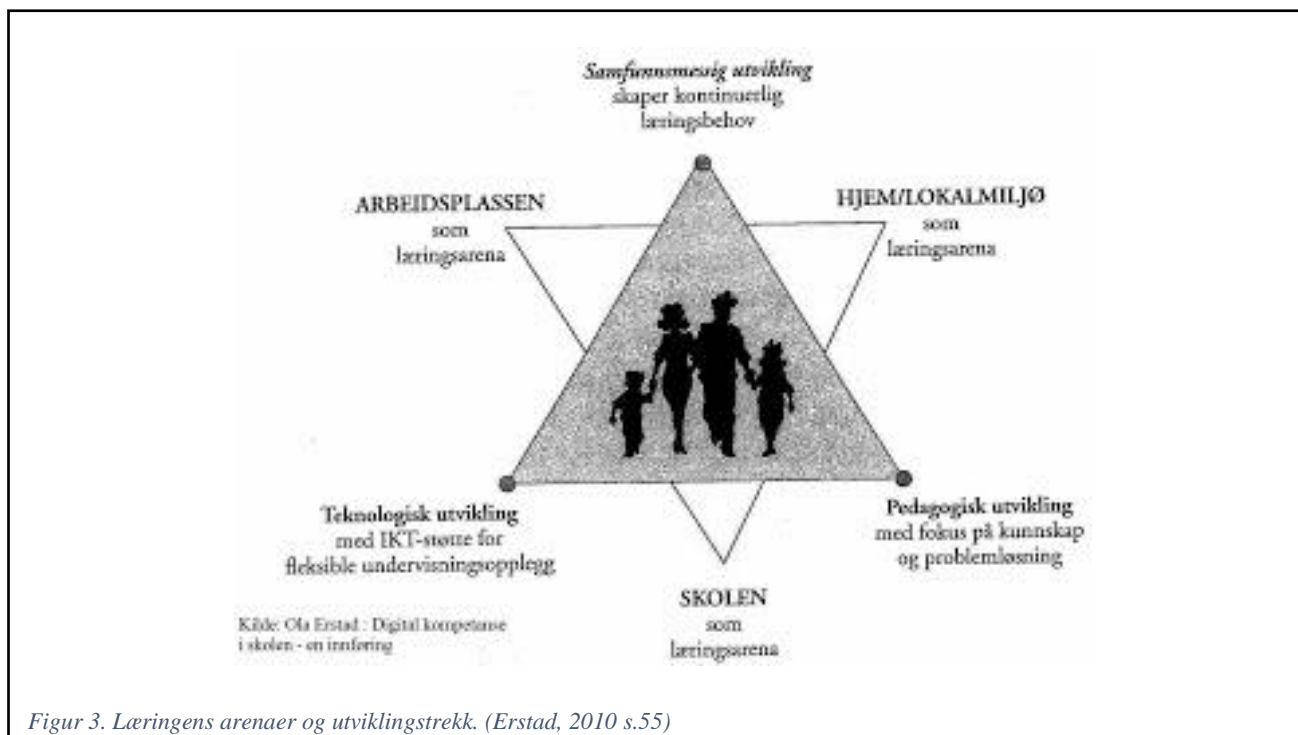 Samfunnsmessig utvikling
skaper kontinuerlig
læringsbehov
ARBEIDSPLASSEN
som
læringsarena
HJEM/LOKALMILJØ
som
læringsarena
Teknologisk utvikling
med IKT-støtte for
fleksible undervisningsopplegg
Pedagogisk utvikling
med fokus på kunnskap
og problemløsning
SKOLEN
som
læringsarena
Kilde: Ola Erstad : Digital kompetanse
i skolen - en innføring
Figur 3. Læringens arenaer og utviklingstrekk. (Erstad, 2010 s.55)